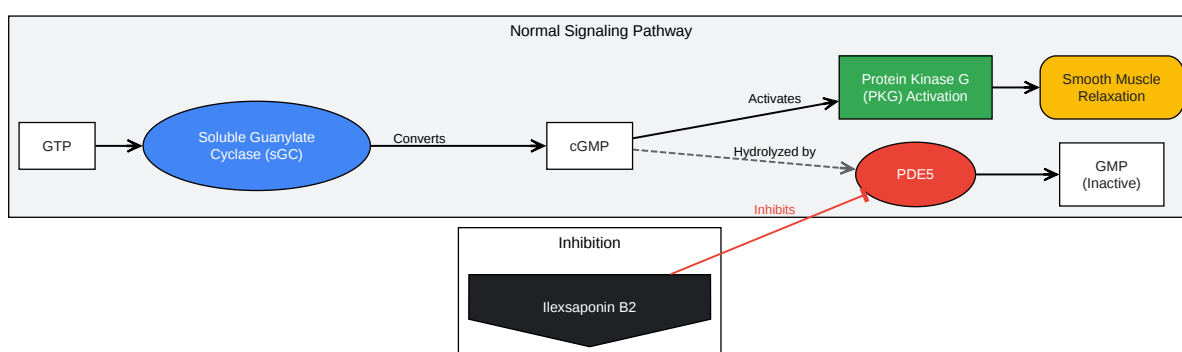 Normal Signaling Pathway
GTP
Soluble Guanylate
Cyclase (sGC)
Converts
cGMP
Activates
Protein Kinase G
(PKG) Activation
Smooth Muscle
Relaxation
Hydrolyzed by
PDE5
GMP
(Inactive)
Inhibits
Inhibition
Ilexsaponin B2